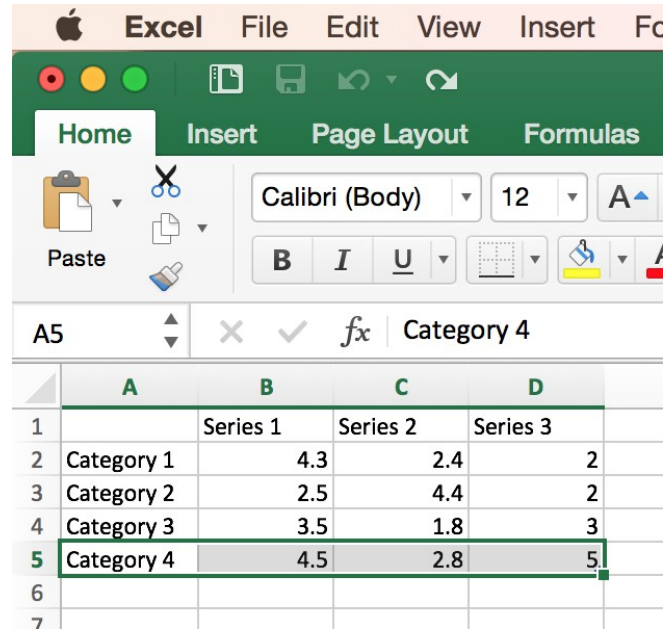 Excel File Edit View Insert Fo
Home Insert Page Layout Formulas
Calibri (Body) 12 A
Paste B I U A
A5 fx Category 4
A B C D
1 Series 1 Series 2 Series 3
2 Category 1 4.3 2.4 2
3 Category 2 2.5 4.4 2
4 Category 3 3.5 1.8 3
5 Category 4 4.5 2.8 5
6
7